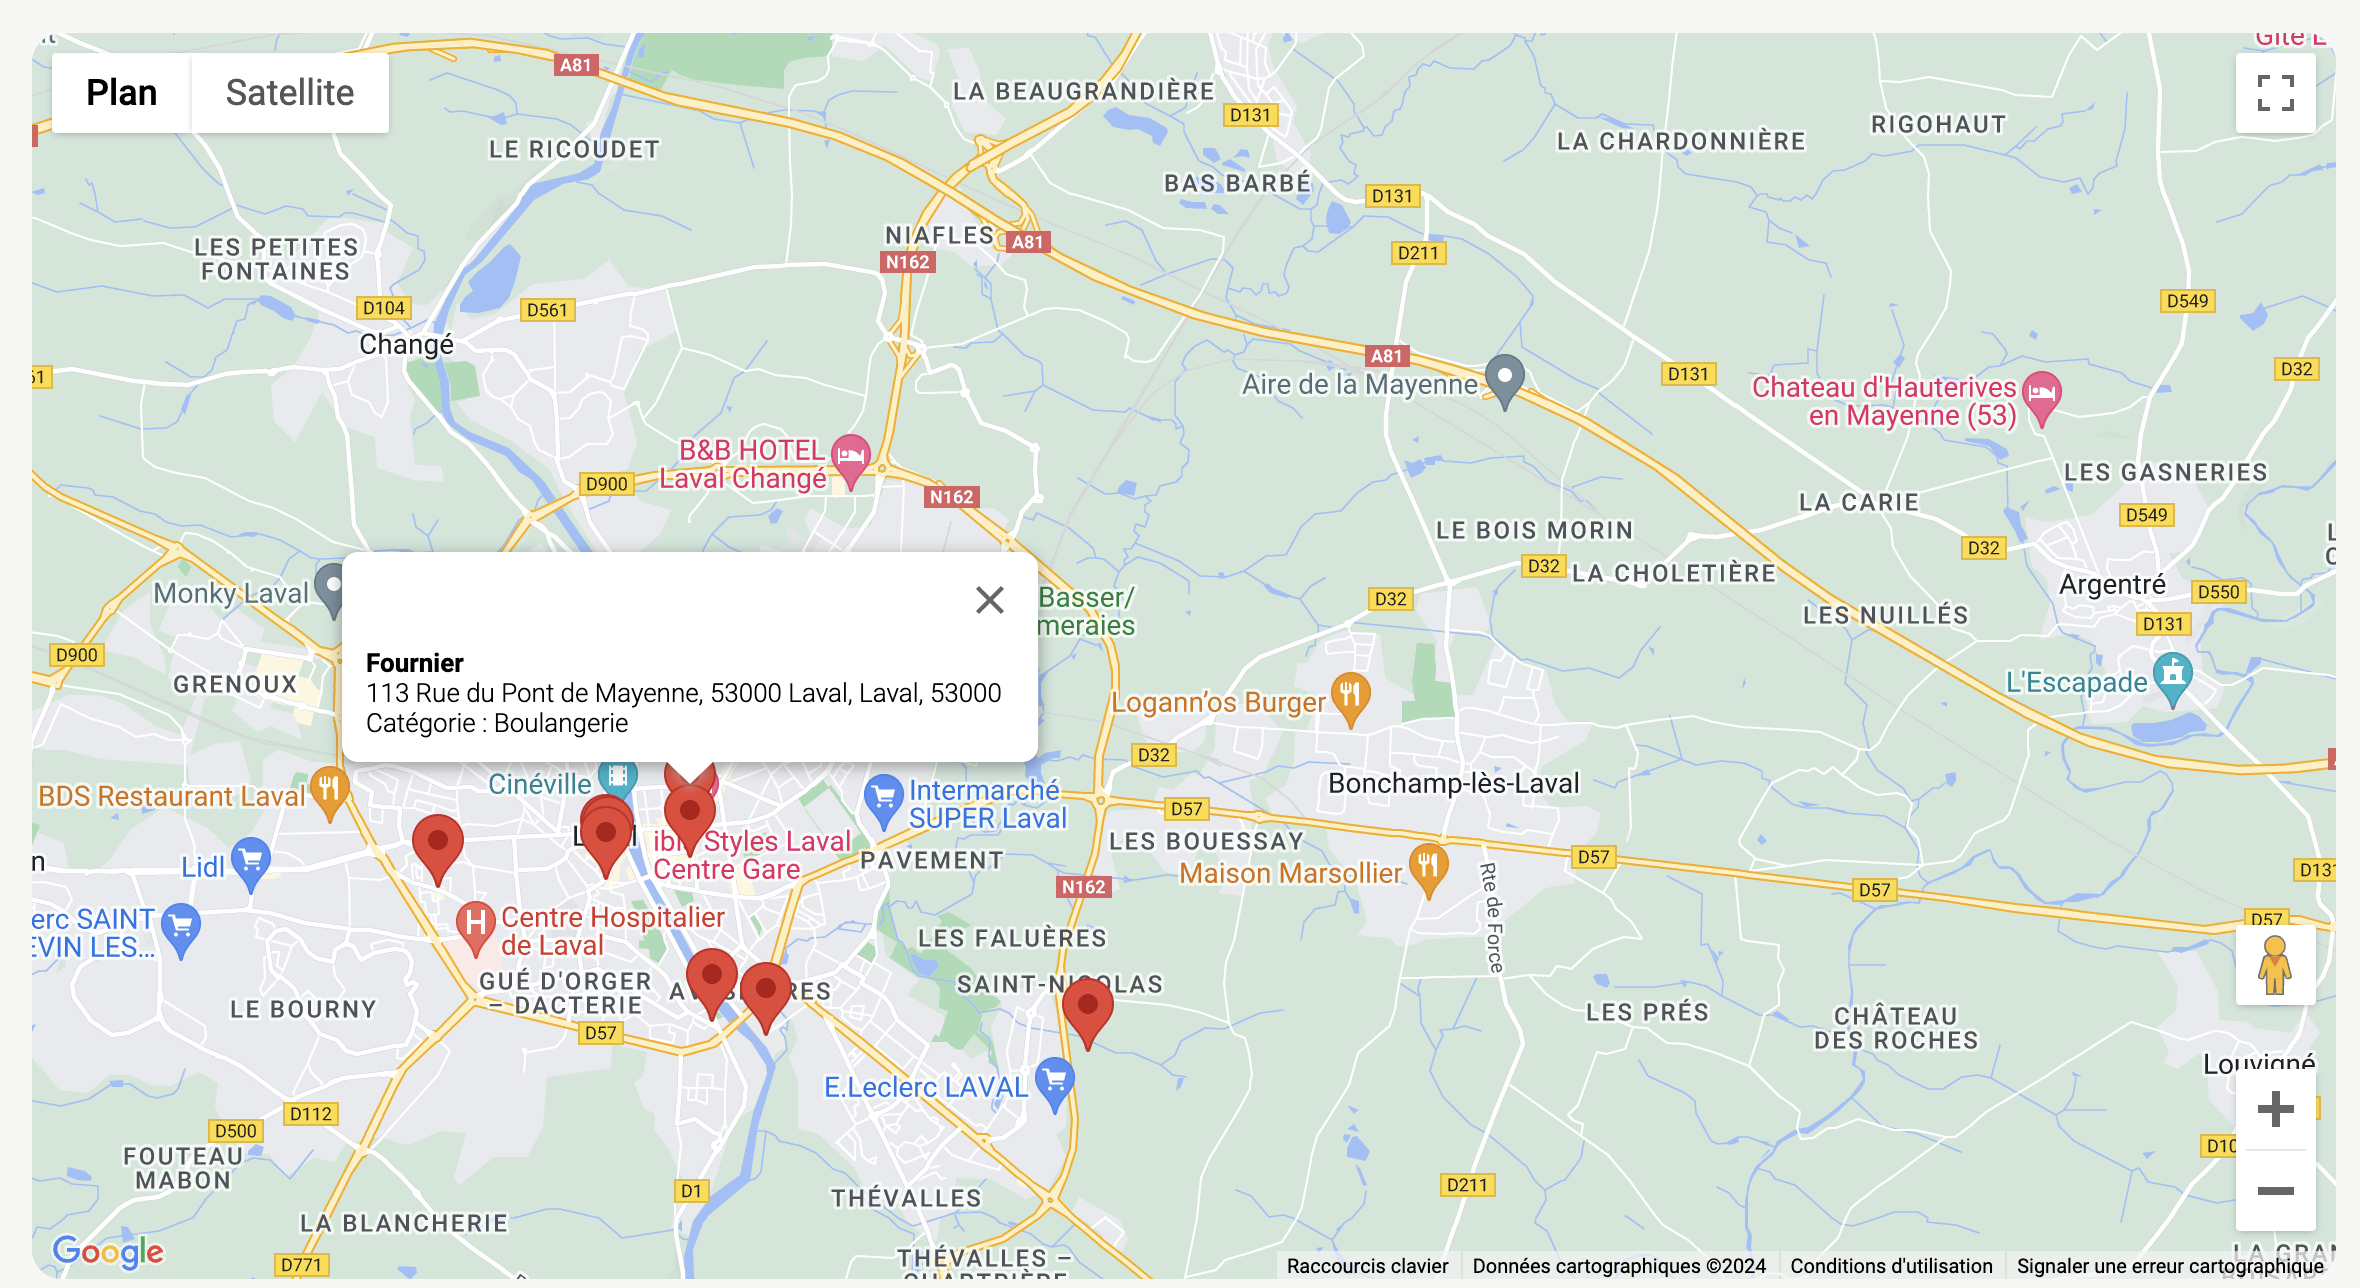 Gîte L
Plan
Satellite
A81
LA BEAUGRANDIÈRE
D131
LA CHARDONNIÈRE
RIGOHAUT
LE RICOUDET
BAS BARBÉ
D131
LES PETITES
FONTAINES
NIAFLES
A81
N162
D211
D104
D561
D549
Changé
61
A81
Aire de la Mayenne
D131
D32
Chateau d'Hauterives
en Mayenne (53)
B&B HOTEL
Laval Changé
D900
N162
LES GASNERIES
LA CARIE
D549
LE BOIS MORIN
D32
D32
LA CHOLETIÈRE
Argentré
D550
Monky Laval
Basser/
meraies
D32
LES NUILLÉS
D131
D900
GRENOUX
Fournier
113 Rue du Pont de Mayenne, 53000 Laval, Laval, 53000
Catégorie : Boulangerie
Logann'os Burger
L'Escapade
D32
BDS Restaurant Laval
Cinéville
Intermarché
SUPER Laval
Bonchamp-lès-Laval
D57
Lidl
Styles Laval
Centre Gare
PAVEMENT
LES BOUESSAY
D57
Maison Marsollier
D131
N162
D57
Rte de Force
erc SAINT
EVIN LES...
Centre Hospitalier
de Laval
LES FALUÈRES
D57
GUÉ D'ORGER
– DACTERIE
SAINT-NICOLAS
LE BOURNY
D57
LES PRÉS
CHÂTEAU
DES ROCHES
Louvigné
E.Leclerc LAVAL
D112
D500
D10
FOUTEAU
MABON
D1
THÉVALLES
D211
LA BLANCHERIE
Google
D771
THÉVALLES –
LA GRAN
Raccourcis clavier
Données cartographiques ©2024
Conditions d'utilisation
Signaler une erreur cartographique